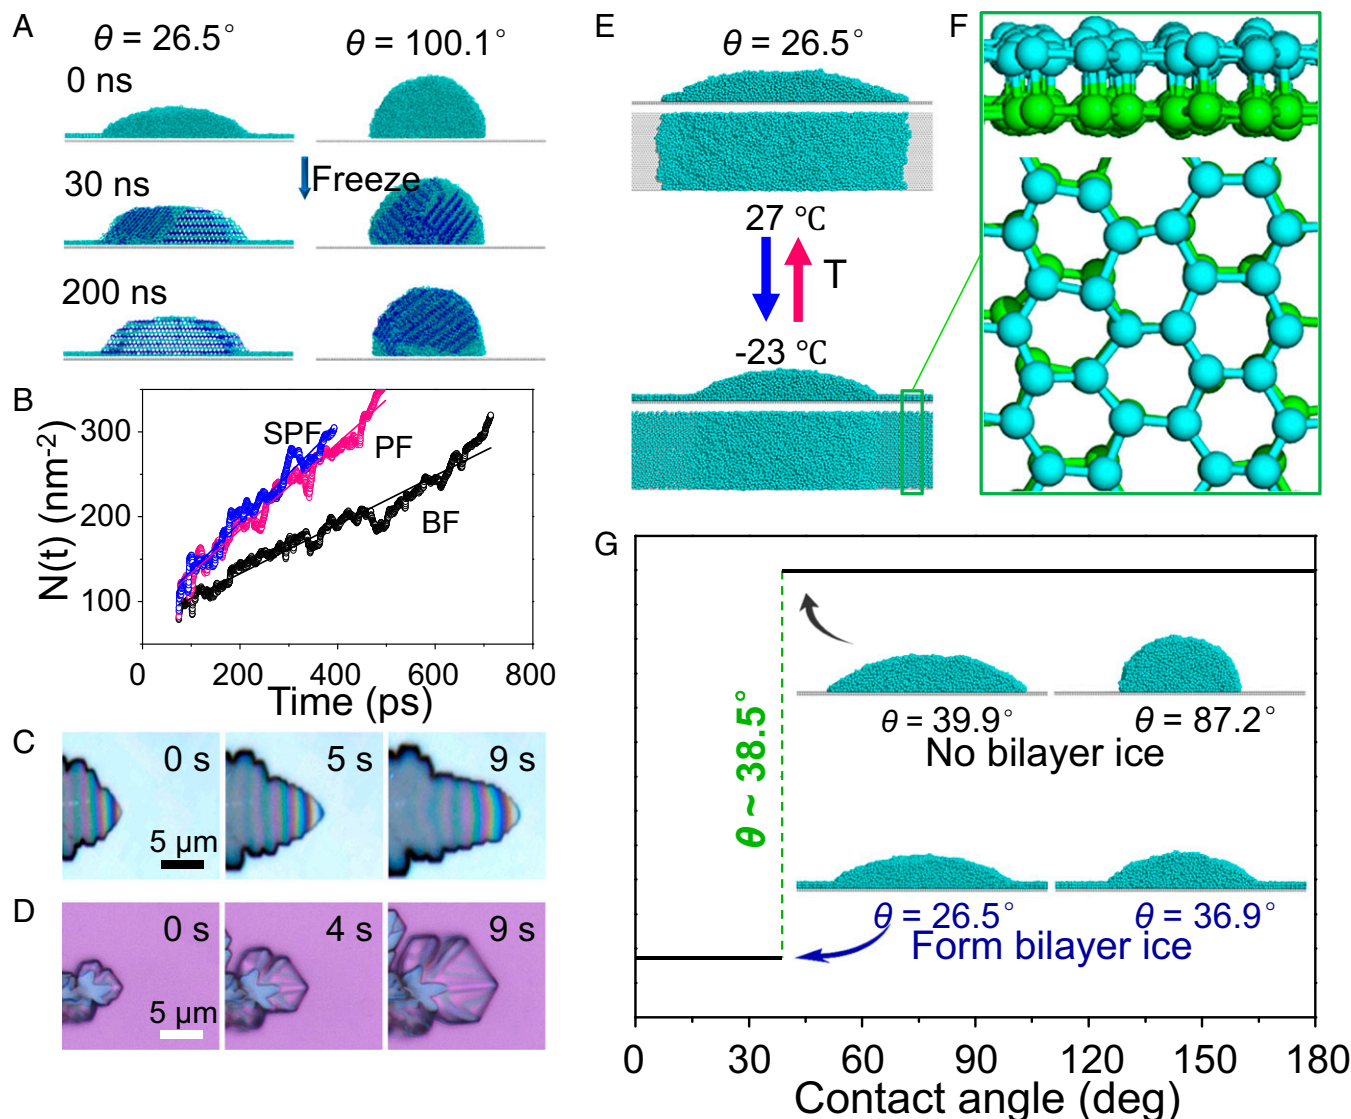 A
θ = 26.5°
θ = 100.1°
0 ns
Freeze
30 ns
200 ns
B
N(t) (nm-2)
300
200
100
SPF
PF
BF
0
200
400
600
800
Time (ps)
C
0 s
5 s
9 s
5 µm
D
0 s
4 s
9 s
5 µm
E
θ = 26.5°
27 °C
T
-23 °C
F
G
θ ~ 38.5°
θ = 39.9°
θ = 87.2°
No bilayer ice
θ = 26.5°
θ = 36.9°
Form bilayer ice
0
30
60
90
120
150
180
Contact angle (deg)